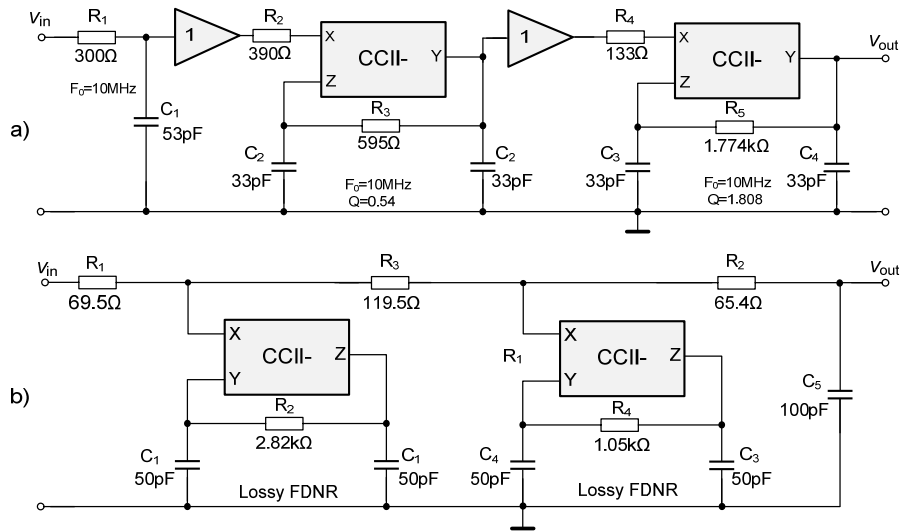 a)
Vin
R1
300Ω
F0=10MHz
C1
53pF
1
R2
390Ω
X
CCII-
Y
Z
R3
595Ω
C2
33pF
C2
33pF
F0=10MHz
Q=0.54
1
R4
133Ω
X
CCII-
Y
Z
R5
1.774kΩ
C3
33pF
C4
33pF
F0=10MHz
Q=1.808
Vout
b)
Vin
R1
69.5Ω
R3
119.5Ω
R2
65.4Ω
Vout
X
CCII-
Z
Y
R2
2.82kΩ
C1
50pF
C1
50pF
Lossy FDNR
R1
X
CCII-
Z
Y
R4
1.05kΩ
C4
50pF
C3
50pF
Lossy FDNR
C5
100pF